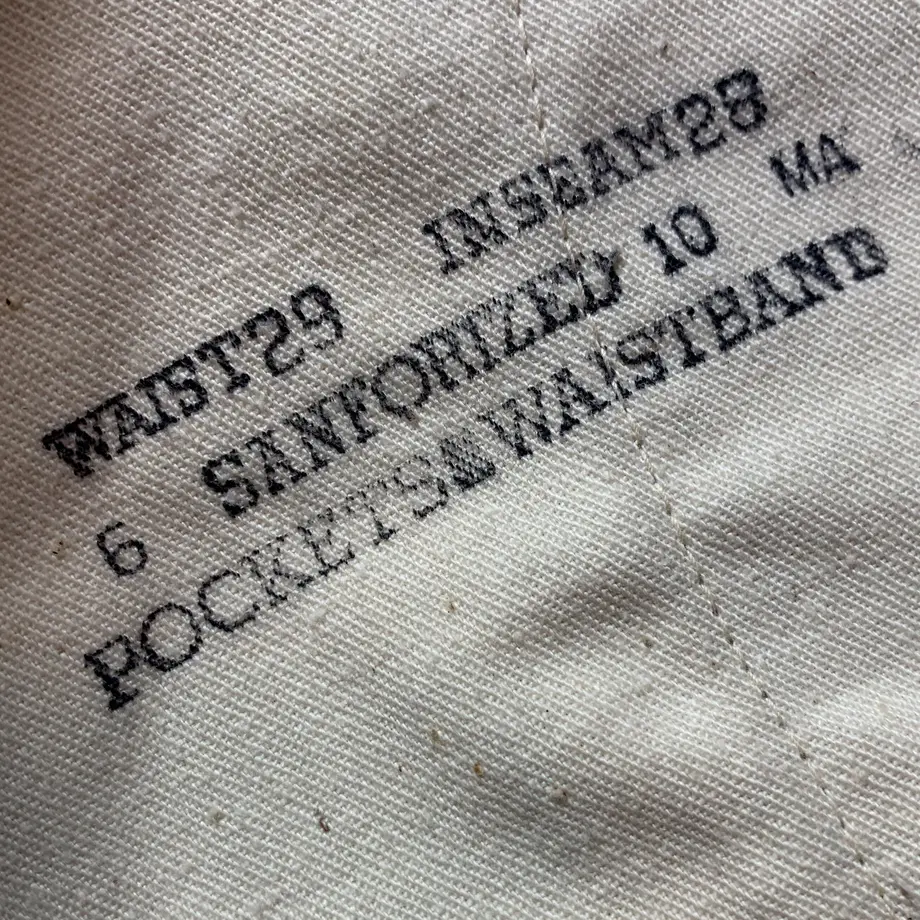 WAIST29 INSEAM28
6 SANFORIZED 10 MA
POCKETS&WAISTBAND